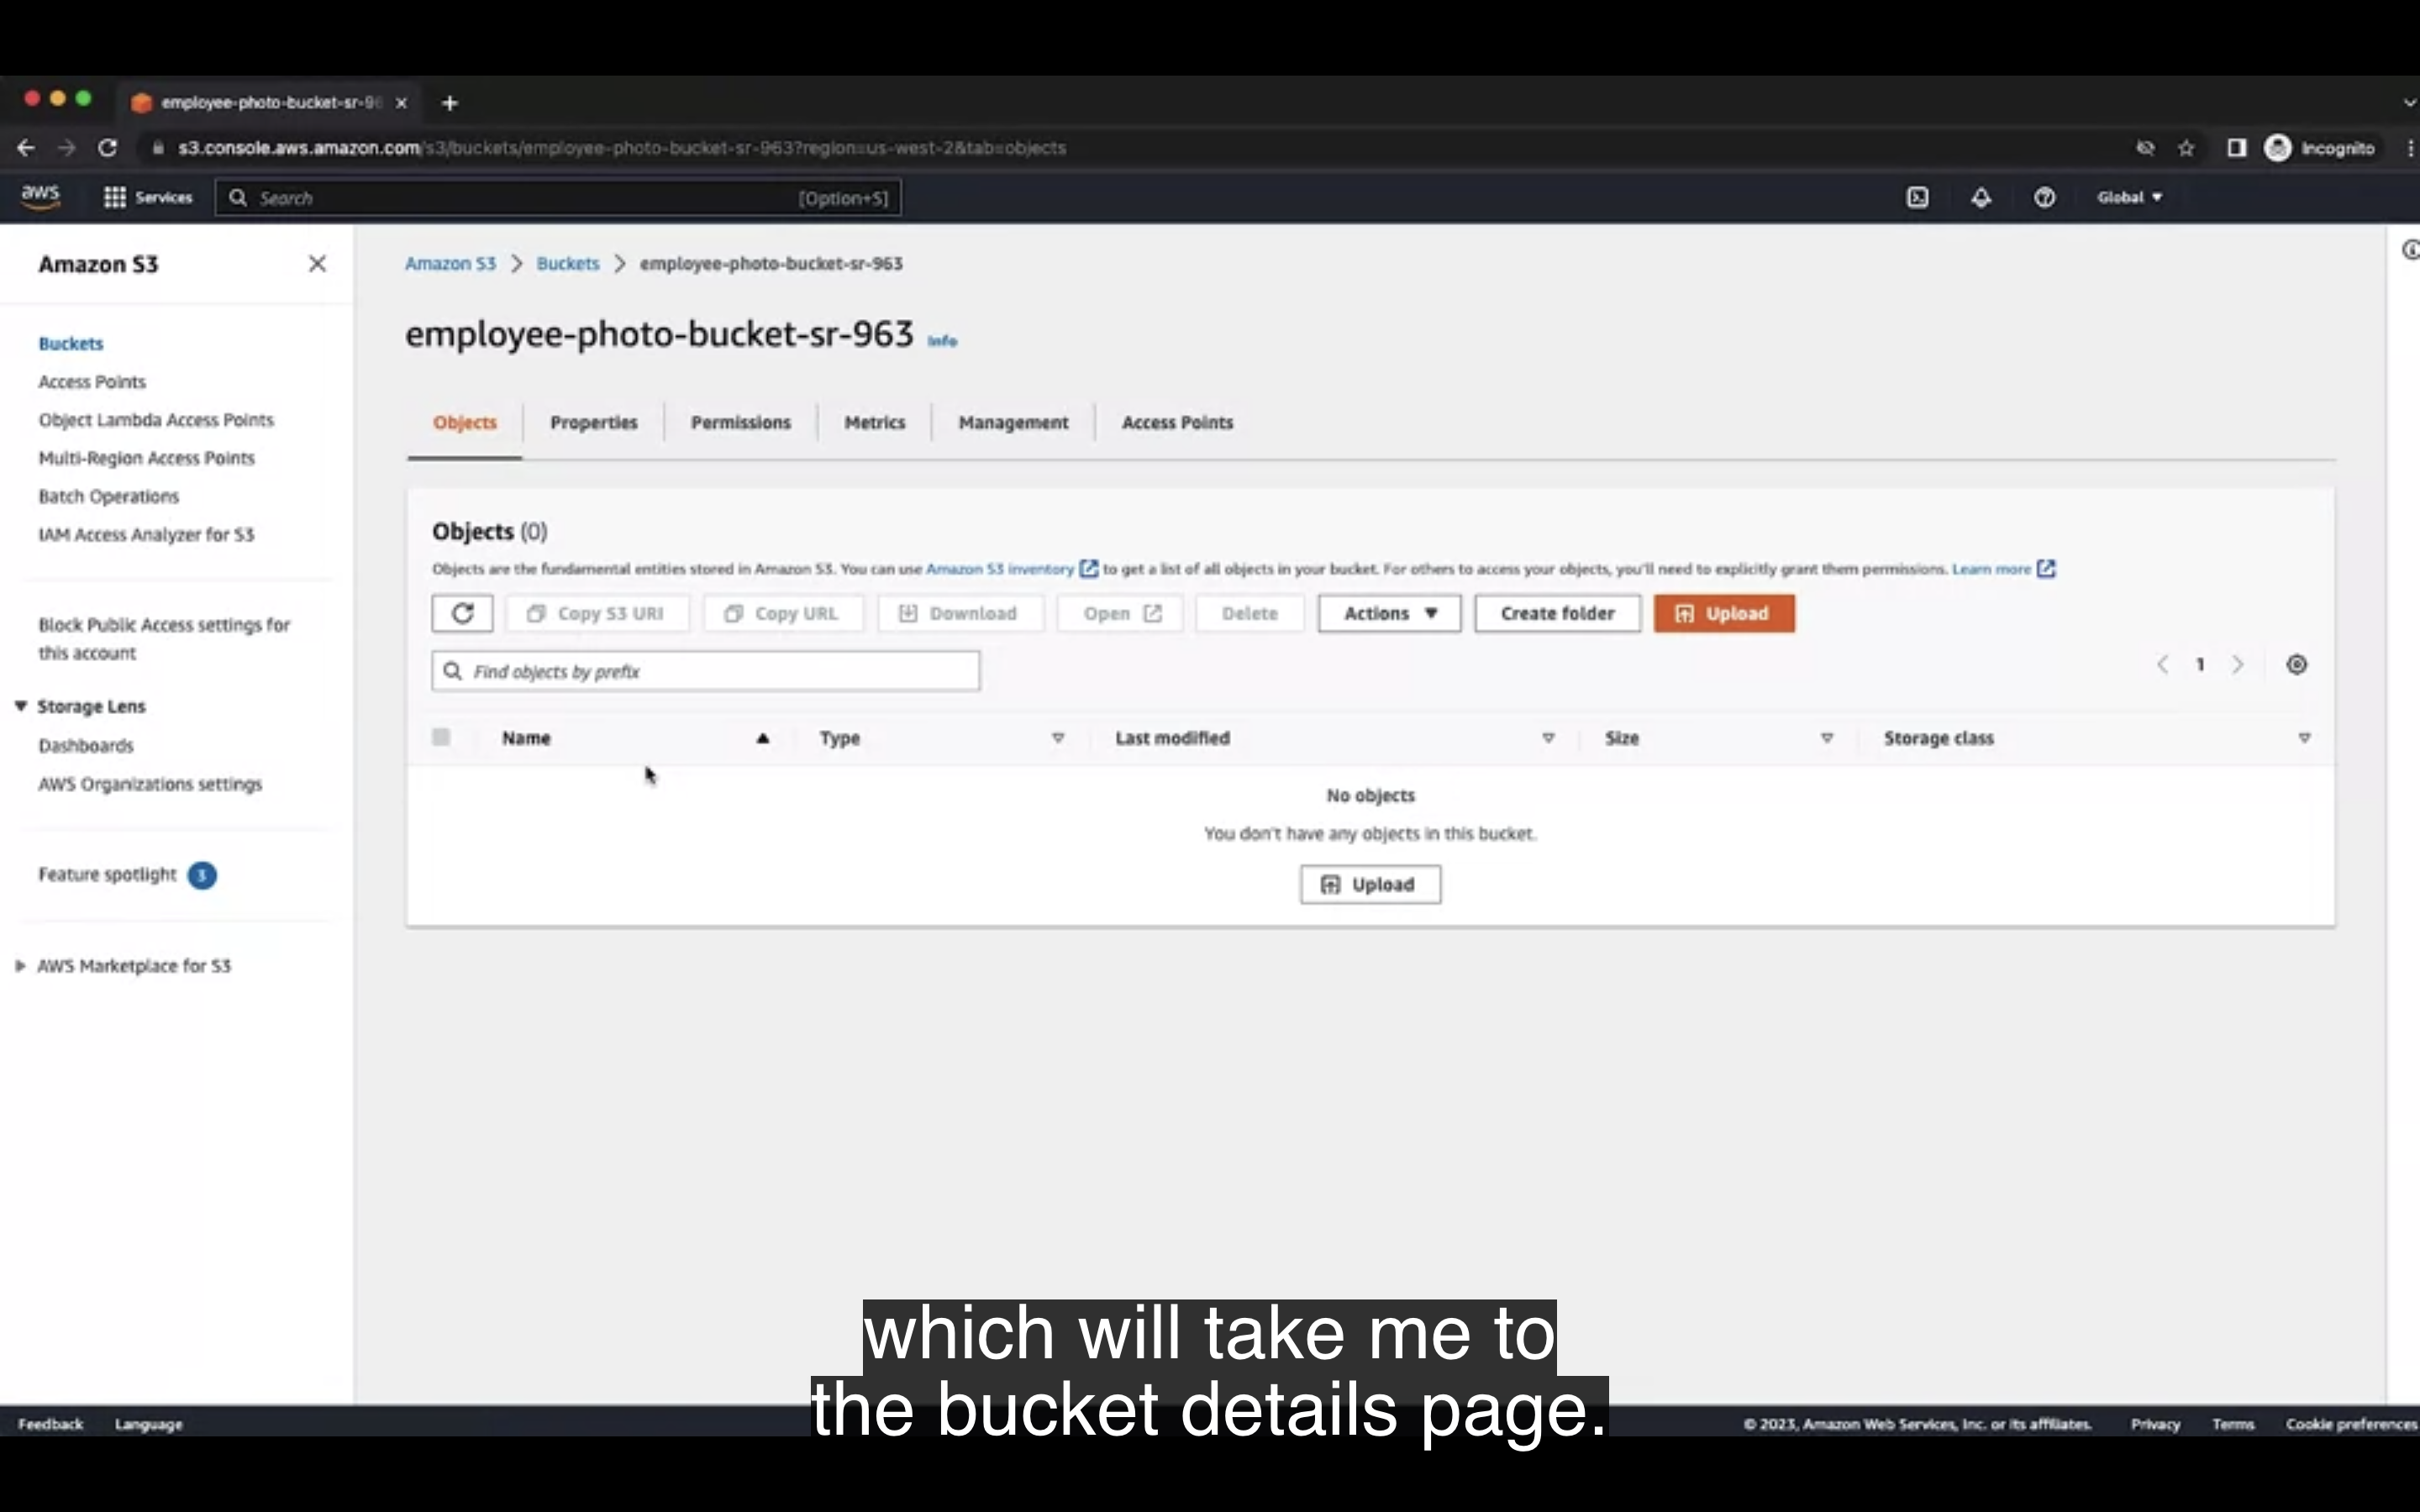 employee-photo-bucket-sr-96
s3.console.aws.amazon.com/s3/buckets/employee-photo-bucket-sr-963?region=us-west-2&tab=objects
Incognito
aws
Services
Search
[Option+S]
Global
Amazon S3
Buckets
Access Points
Object Lambda Access Points
Multi-Region Access Points
Batch Operations
IAM Access Analyzer for S3
Block Public Access settings for
this account
Storage Lens
Dashboards
AWS Organizations settings
Feature spotlight 3
AWS Marketplace for S3
Amazon S3 > Buckets > employee-photo-bucket-sr-963
employee-photo-bucket-sr-963 Info
Objects Properties Permissions Metrics Management Access Points
Objects (0)
Objects are the fundamental entities stored in Amazon S3. You can use Amazon S3 inventory to get a list of all objects in your bucket. For others to access your objects, you'll need to explicitly grant them permissions. Learn more
Copy S3 URI Copy URL Download Open Delete Actions Create folder Upload
Find objects by prefix
1
Name Type Last modified Size Storage class
No objects
You don't have any objects in this bucket.
Upload
which will take me to
the bucket details page.
Feedback Language © 2023, Amazon Web Services, Inc. or its affiliates. Privacy Terms Cookie preferences